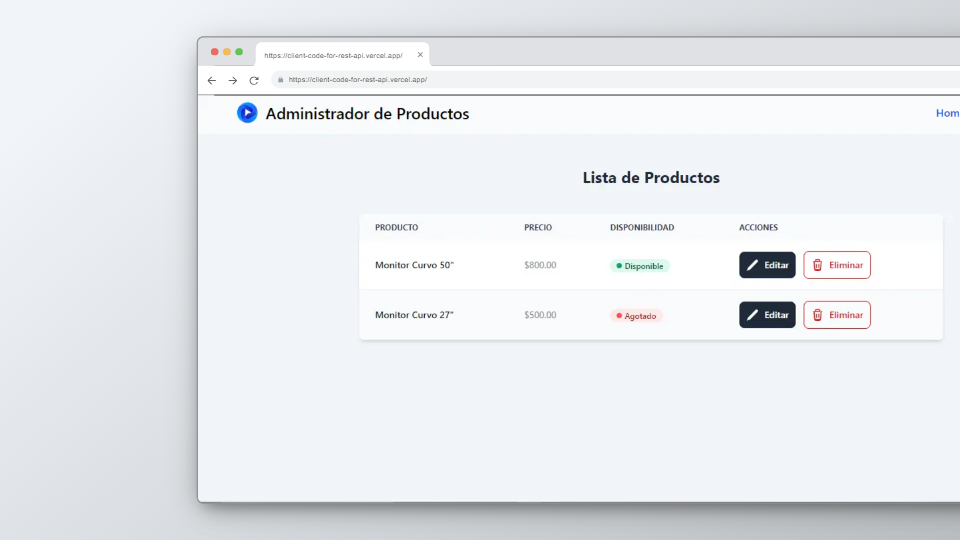 https://client-code-for-rest-api.vercel.app/
https://client-code-for-rest-api.vercel.app/
Administrador de Productos
Hom
Lista de Productos
PRODUCTO PRECIO DISPONIBILIDAD ACCIONES
Monitor Curvo 50" $800.00 Disponible Editar Eliminar
Monitor Curvo 27" $500.00 Agotado Editar Eliminar